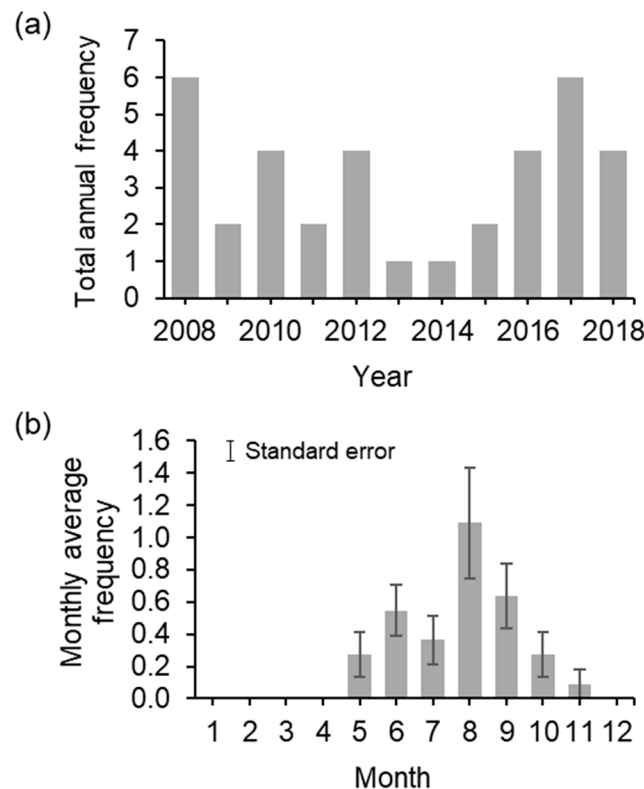 (a)
Total annual frequency
7
6
5
4
3
2
1
0
2008 2010 2012 2014 2016 2018
Year
(b)
Monthly average
frequency
1.6
1.4
1.2
1.0
0.8
0.6
0.4
0.2
0.0
Standard error
1 2 3 4 5 6 7 8 9 10 11 12
Month